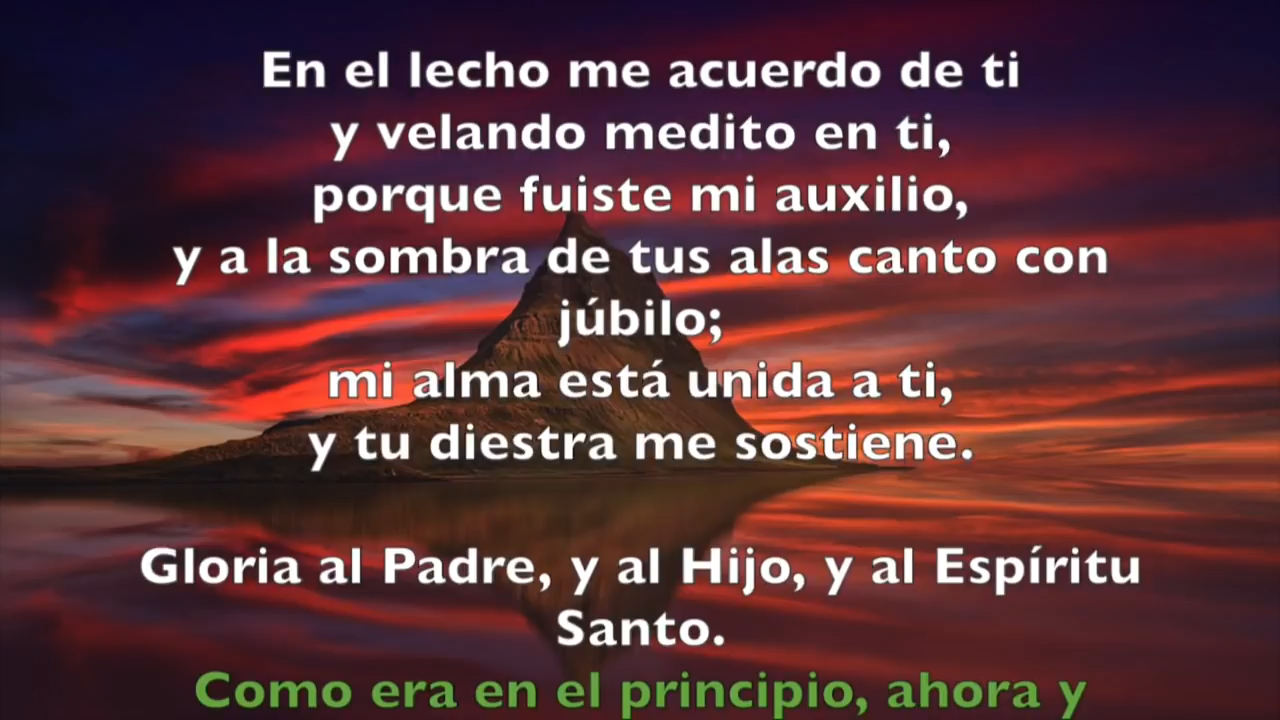 En el lecho me acuerdo de ti
y velando medito en ti,
porque fuiste mi auxilio,
y a la sombra de tus alas canto con
júbilo;
mi alma está unida a ti,
y tu diestra me sostiene.
Gloria al Padre, y al Hijo, y al Espíritu
Santo.
Como era en el principio, ahora y